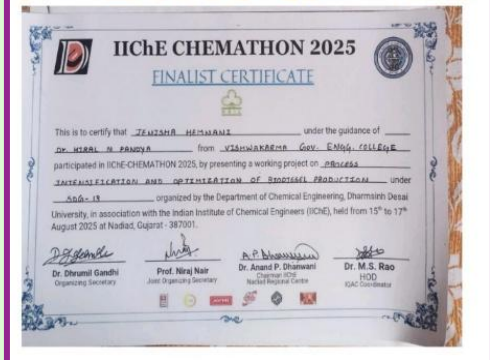 IIChE CHEMATHON 2025
FINALIST CERTIFICATE
This is to certify that JENISHA HEMNANI under the guidance of
Dr. HIRAL N PANDYA from VISHWAKARMA Gov. ENGG. COLLEGE
participated in IIChE-CHEMATHON 2025, by presenting a working project on PROCESS
INTENSIFICATION AND OPTIMIZATION OF BIODIESEL PRODUCTION under
SDG-13 organized by the Department of Chemical Engineering, Dharmsinh Desai
University, in association with the Indian Institute of Chemical Engineers (IIChE), held from 15th to 17th
August 2025 at Nadiad, Gujarat - 387001.
Dr. Dhrumil Gandhi
Organizing Secretary
Prof. Niraj Nair
Joint Organizing Secretary
Dr. Anand P. Dhanwani
Chairman IIChE
Nadiad Regional Centre
Dr. M.S. Rao
HOD
IQAC Coordinator